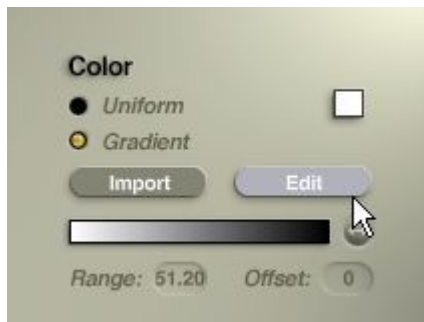 Color
Uniform
Gradient
Import Edit
Range: 51.20 Offset: 0